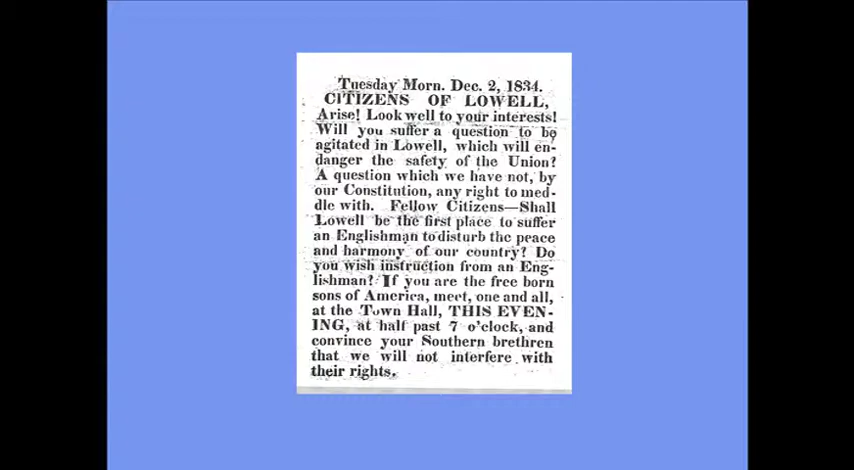 Tuesday Morn. Dec. 2, 1834.
CITIZENS OF LOWELL,
Arise! Look well to your interests!
Will you suffer a question to be
agitated in Lowell, which will en-
danger the safety of the Union?
A question which we have not, by
our Constitution, any right to med-
dle with. Fellow Citizens—Shall
Lowell be the first place to suffer
an Englishman to disturb the peace
and harmony of our country? Do
you wish instruction from an Eng-
lishman? If you are the free born
sons of America, meet, one and all,
at the Town Hall, THIS EVEN-
ING, at half past 7 o'clock, and
convince your Southern brethren
that we will not interfere with
their rights.